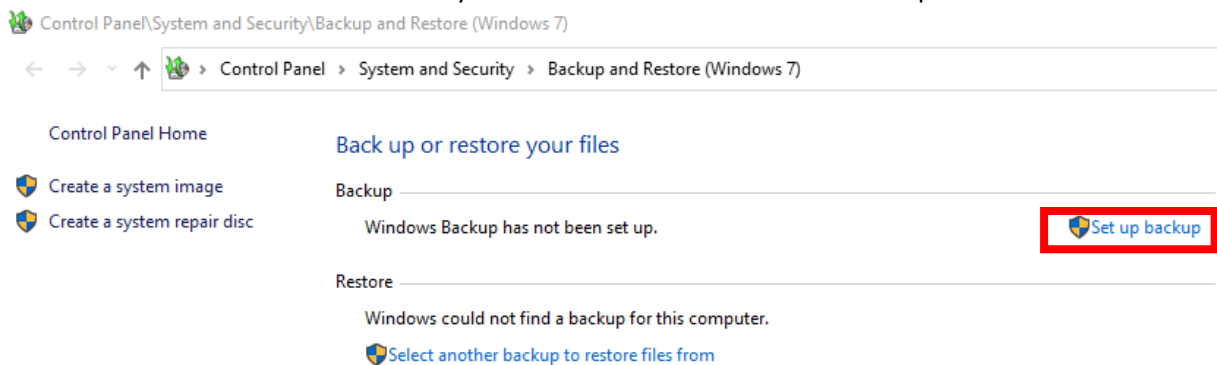 Control Panel\System and Security\Backup and Restore (Windows 7)
Control Panel > System and Security > Backup and Restore (Windows 7)
Control Panel Home
Back up or restore your files
Create a system image
Backup
Create a system repair disc
Windows Backup has not been set up.
Set up backup
Restore
Windows could not find a backup for this computer.
Select another backup to restore files from